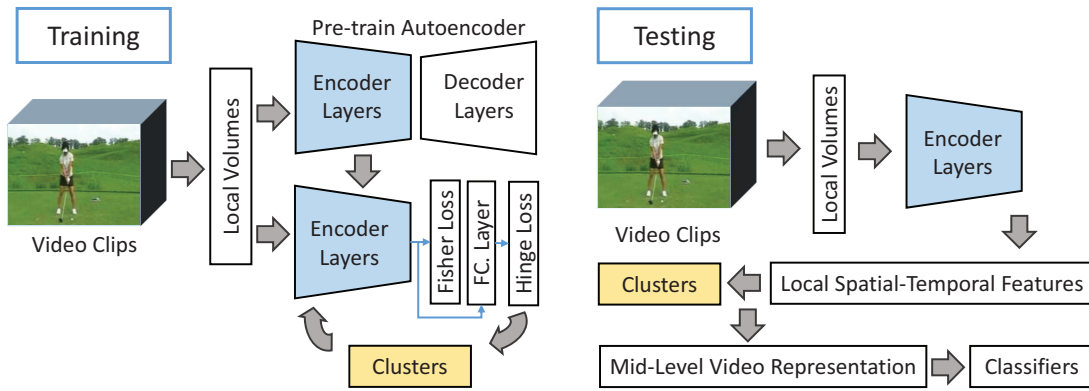 Training
Pre-train Autoencoder
Video Clips
Local Volumes
Encoder
Layers
Decoder
Layers
Encoder
Layers
Fisher Loss
FC. Layer
Hinge Loss
Clusters
Testing
Video Clips
Local Volumes
Encoder
Layers
Clusters
Local Spatial-Temporal Features
Mid-Level Video Representation
Classifiers